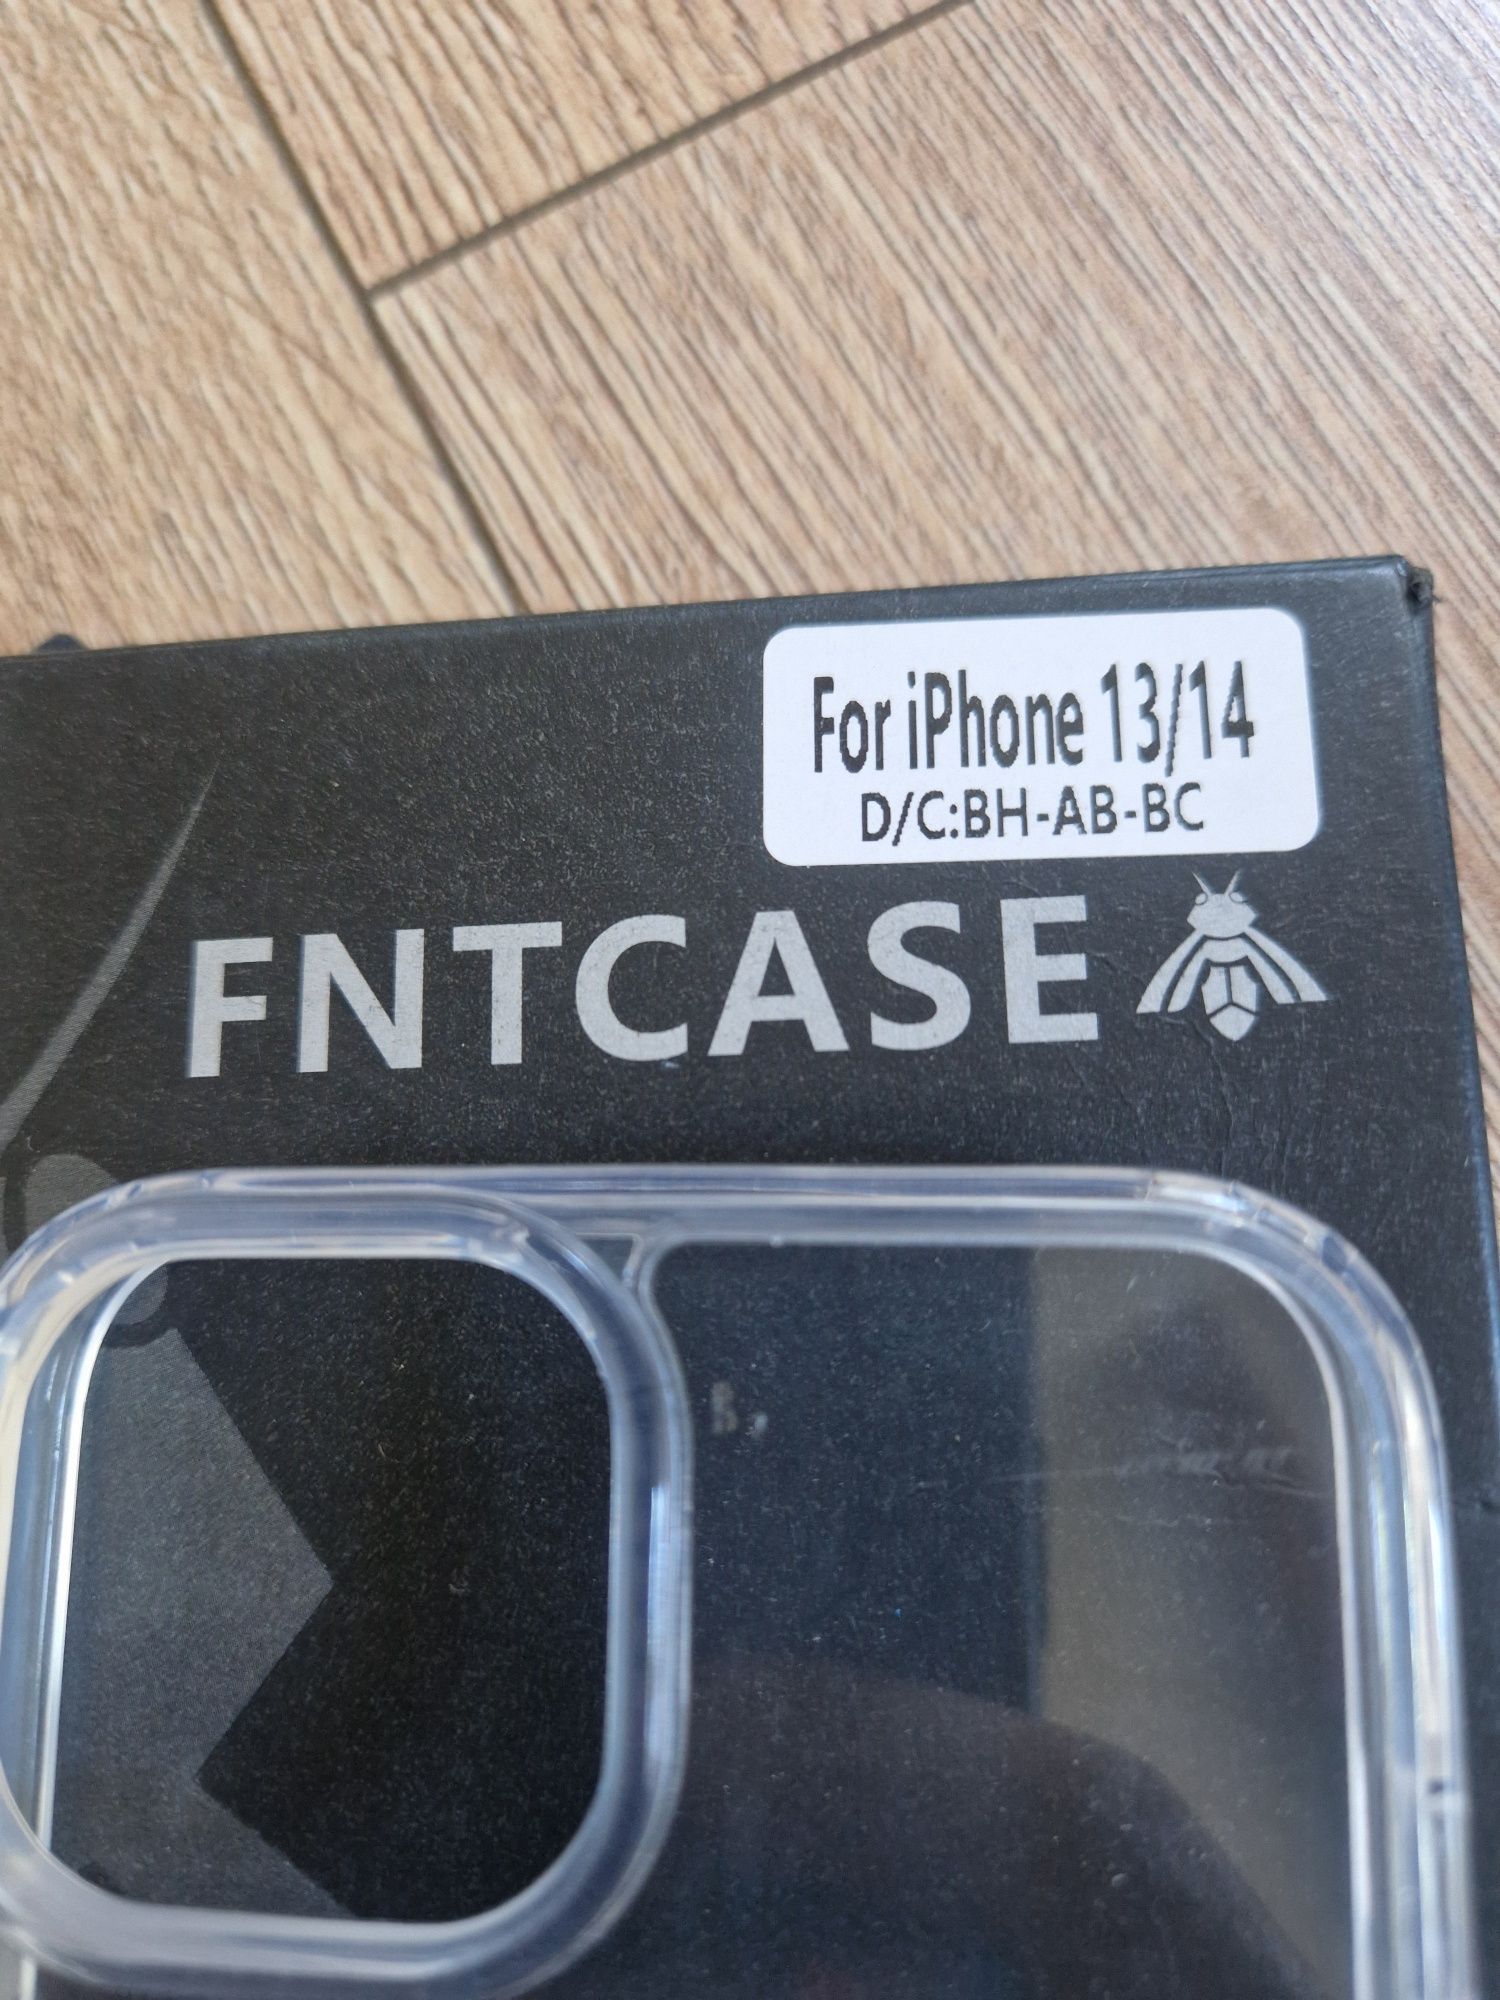 For iPhone 13/14
D/C:BH-AB-BC
FNTCASE